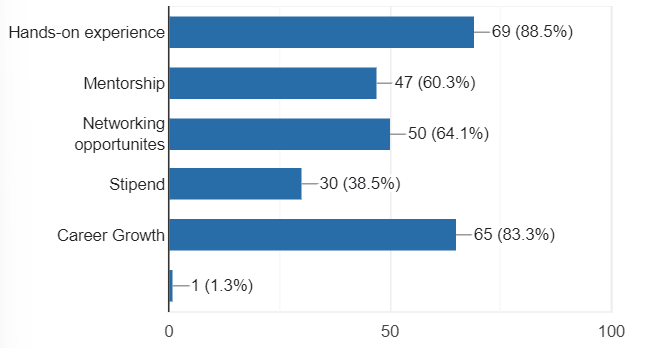 Hands-on experience
69 (88.5%)
Mentorship
47 (60.3%)
Networking
opportunites
50 (64.1%)
Stipend
30 (38.5%)
Career Growth
65 (83.3%)
1 (1.3%)
0
50
100